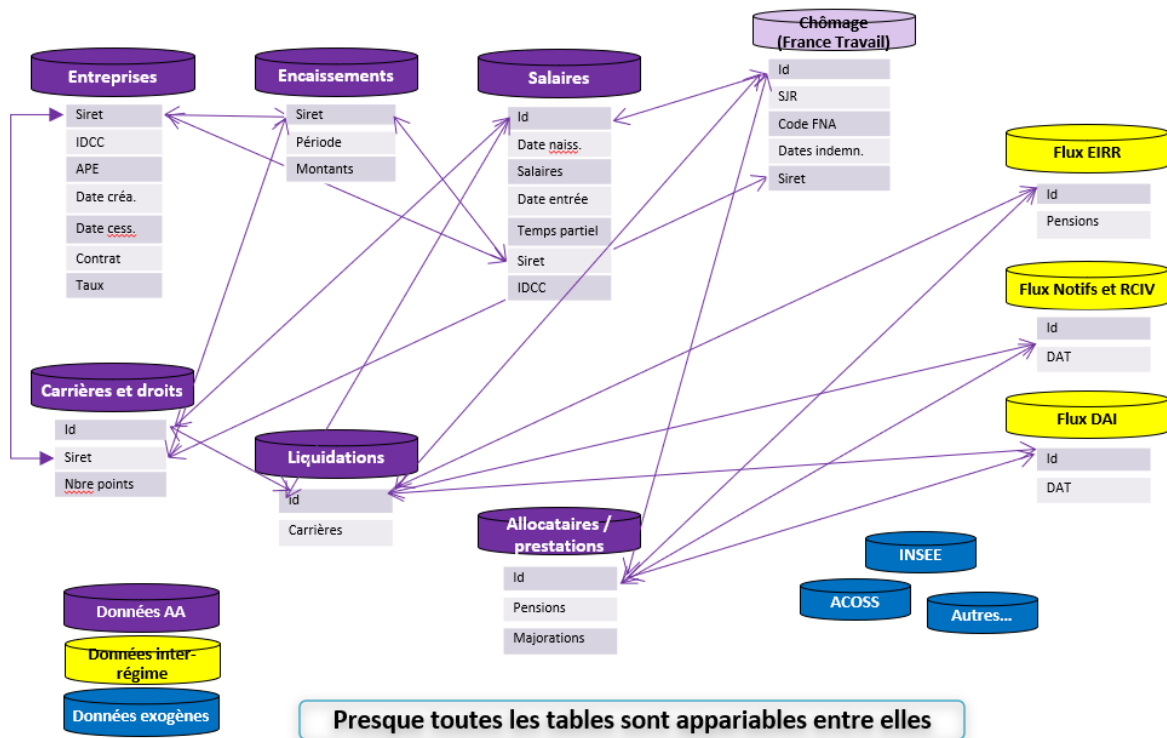 Chômage
(France Travail)
Id
SJR
Code FNA
Dates indemn.
Siret
Entreprises
Siret
IDCC
APE
Date créa.
Date cess.
Contrat
Taux
Encaissements
Siret
Période
Montants
Salaires
Id
Date naiss.
Salaires
Date entrée
Temps partiel
Siret
IDCC
Flux EIRR
Id
Pensions
Flux Notifs et RCIV
Id
DAT
Flux DAI
Id
DAT
Carrières et droits
Id
Siret
Nbre points
Liquidations
Id
Carrières
Allocataires /
prestations
Id
Pensions
Majorations
INSEE
ACOSS
Autres...
Données AA
Données inter-
régime
Données exogènes
Presque toutes les tables sont appariables entre elles